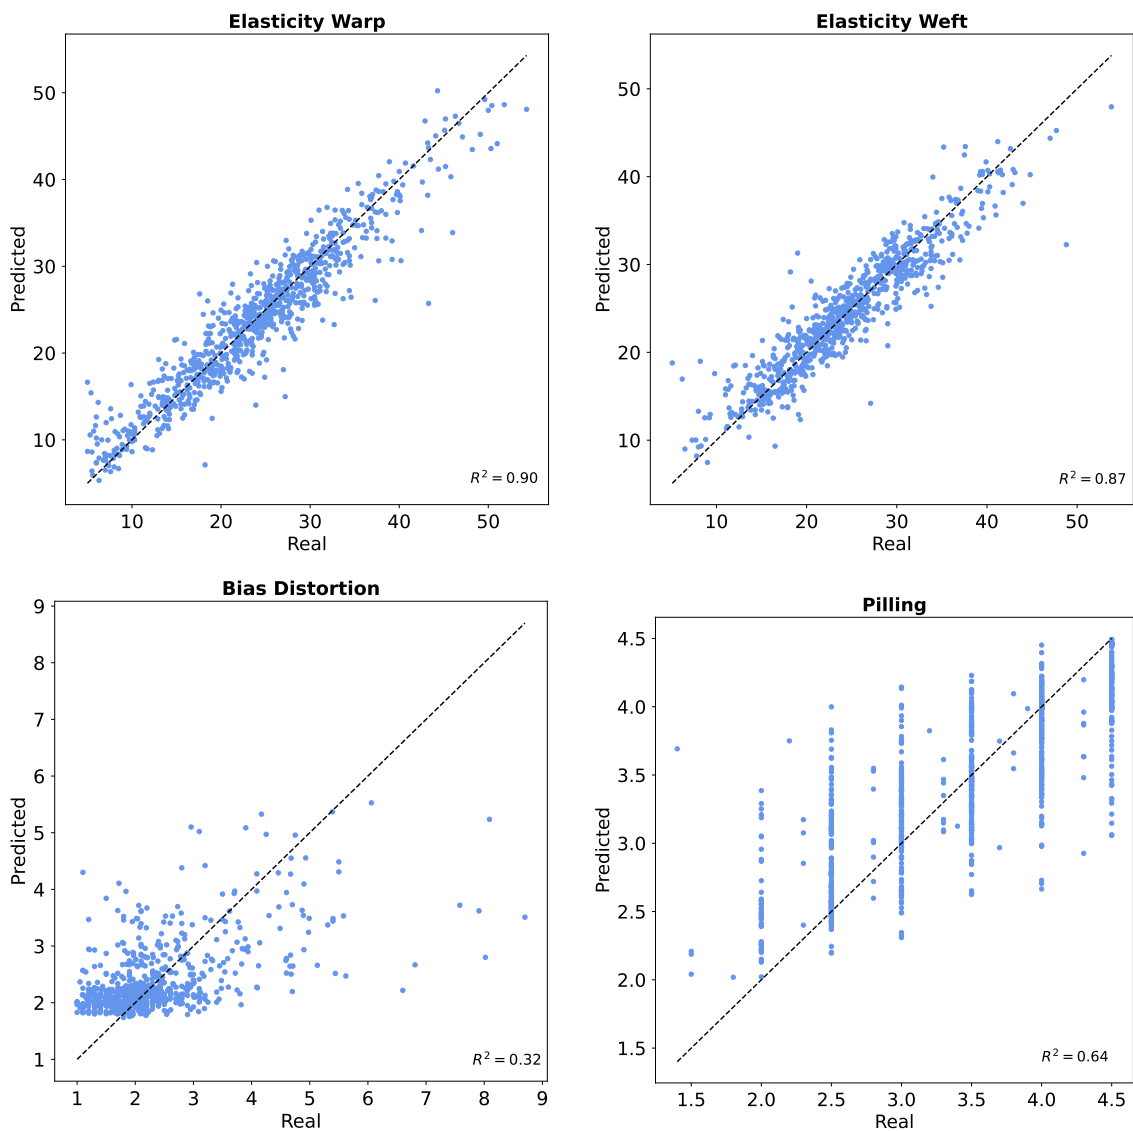 Elasticity Warp
Predicted
50
40
30
20
10
R² = 0.90
10 20 30 40 50
Real
Elasticity Weft
Predicted
50
40
30
20
10
R² = 0.87
10 20 30 40 50
Real
Bias Distortion
Predicted
9
8
7
6
5
4
3
2
1
R² = 0.32
1 2 3 4 5 6 7 8 9
Real
Pilling
Predicted
4.5
4.0
3.5
3.0
2.5
2.0
1.5
R² = 0.64
1.5 2.0 2.5 3.0 3.5 4.0 4.5
Real